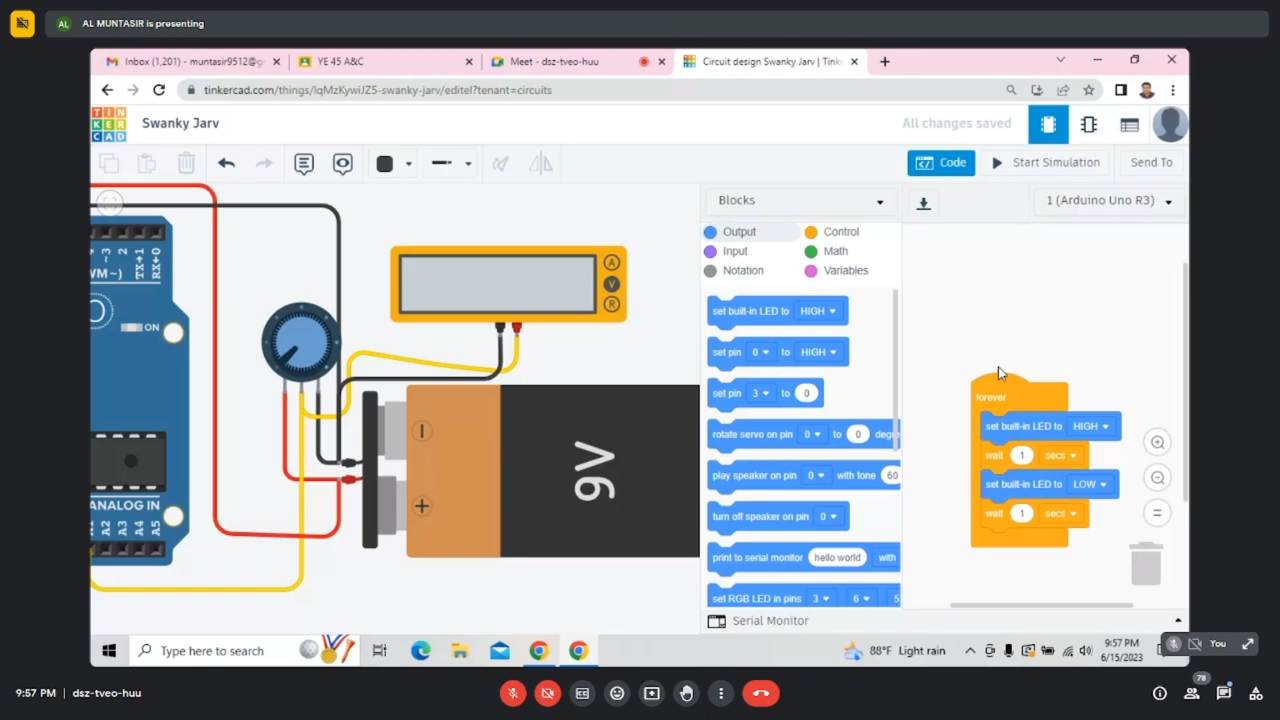 AL
AL MUNTASIR is presenting
Inbox (1,201) - muntasir9512@g
YE 45 A&C
Meet - dsz-tveo-huu
Circuit design Swanky Jarv | Tink
tinkercad.com/things/lqMzKywiJZ5-swanky-jarv/editel?tenant=circuits
TIN
KER
CAD
Swanky Jarv
All changes saved
Code
Start Simulation
Send To
Blocks
1 (Arduino Uno R3)
Output
Control
Input
Math
Notation
Variables
set built-in LED to HIGH
set pin 0 to HIGH
set pin 3 to 0
rotate servo on pin 0 to 0 degr
play speaker on pin 0 with tone 60
turn off speaker on pin 0
print to serial monitor hello world with
set RGB LED in pins 3 6 5
forever
set built-in LED to HIGH
wait 1 secs
set built-in LED to LOW
wait 1 secs
Serial Monitor
~3
2
TX→1
RX←0
WM~)
ON
ANALOG IN
A2
A3
A4
A5
A
V
R
9V
Type here to search
88°F Light rain
9:57 PM
6/15/2023
You
9:57 PM | dsz-tveo-huu
78